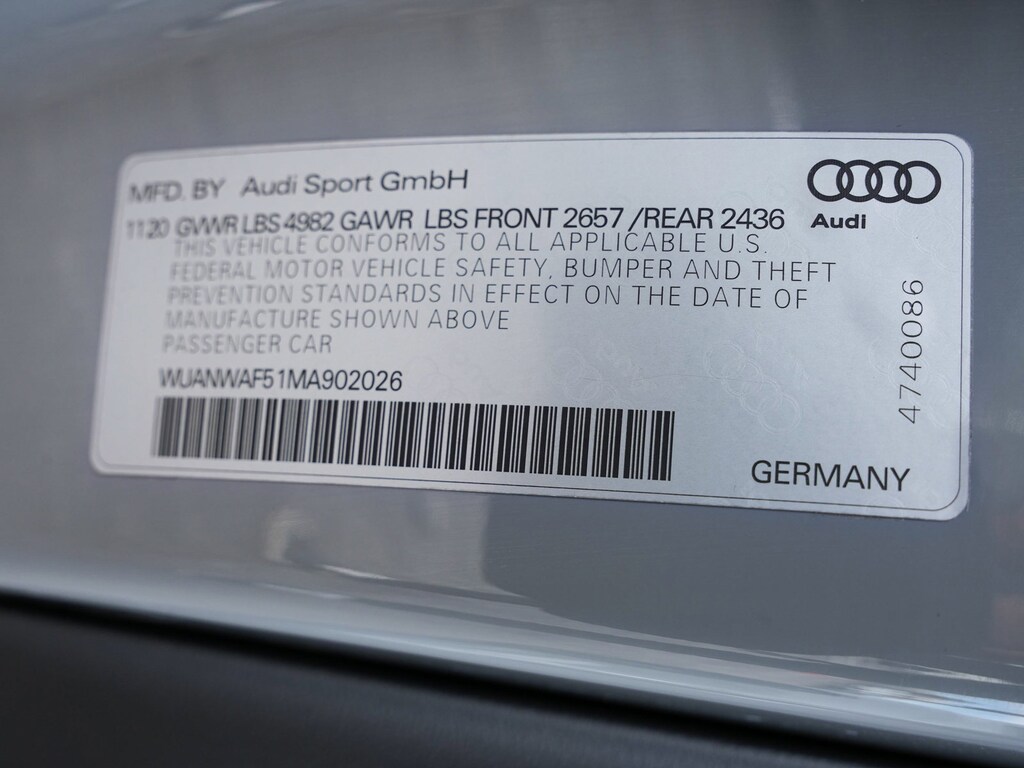 MFD. BY Audi Sport GmbH
Audi
11.20 GVWR LBS 4982 GAWR LBS FRONT 2657 /REAR 2436
THIS VEHICLE CONFORMS TO ALL APPLICABLE U.S.
FEDERAL MOTOR VEHICLE SAFETY, BUMPER AND THEFT
PREVENTION STANDARDS IN EFFECT ON THE DATE OF
MANUFACTURE SHOWN ABOVE
PASSENGER CAR
WUANWAF51MA902026
4740086
GERMANY